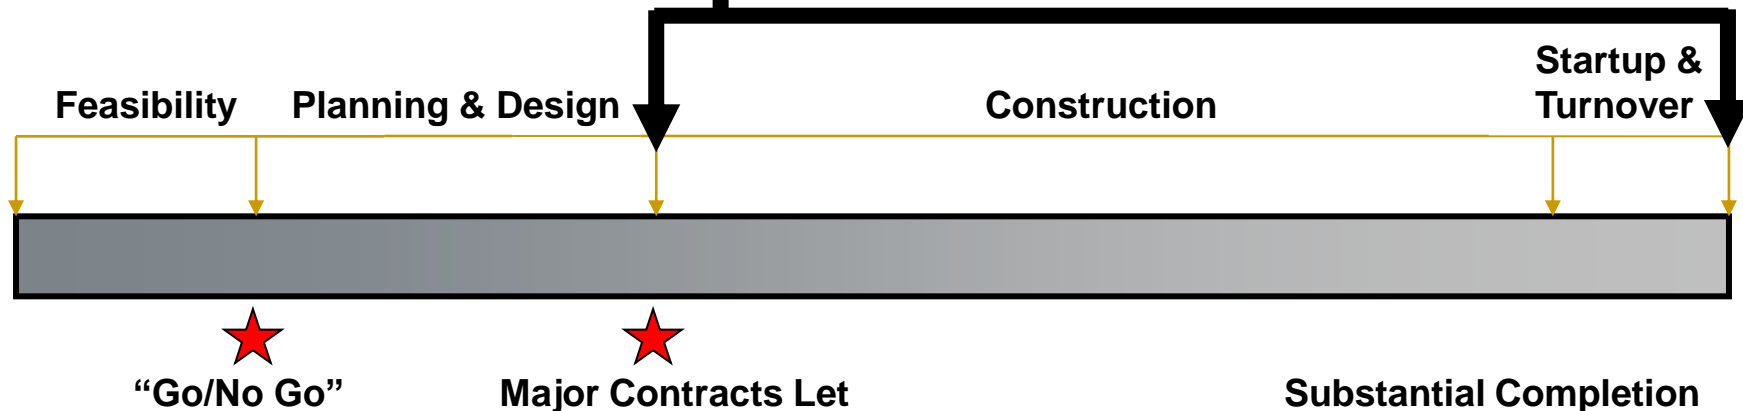 Feasibility
Planning & Design
Construction
Startup &
Turnover
“Go/No Go”
Major Contracts Let
Substantial Completion